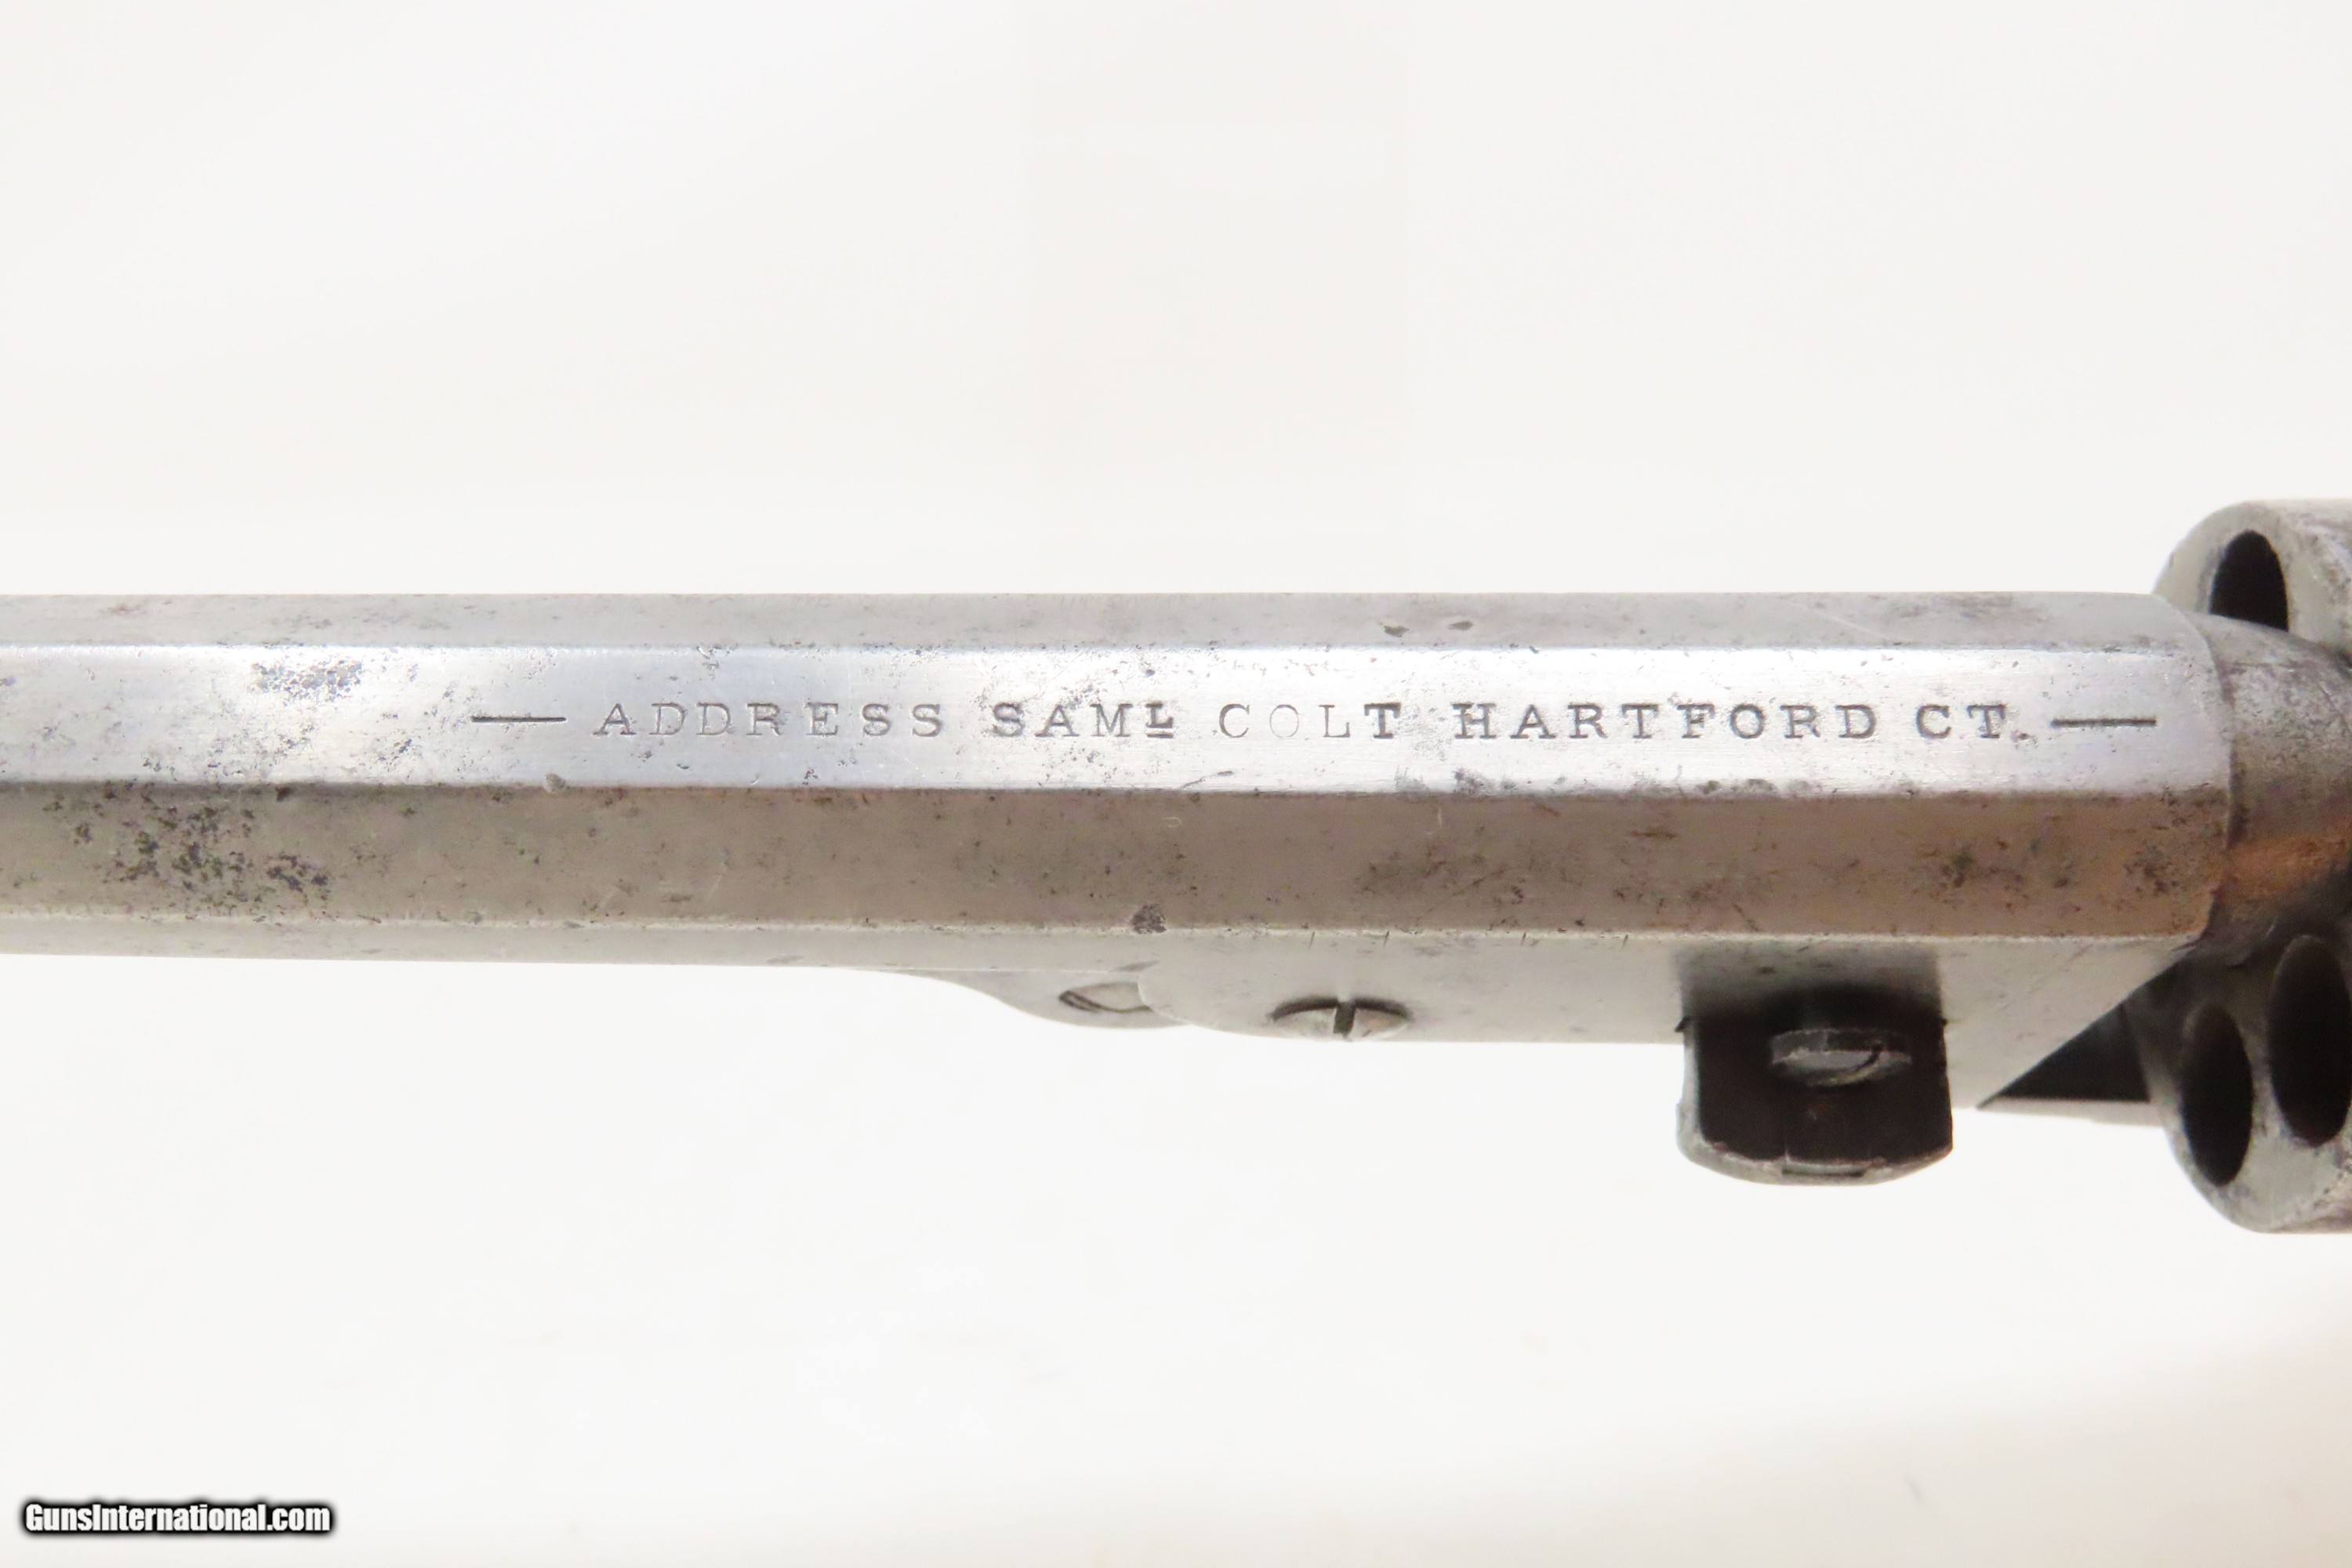 — ADDRESS SAMᴸ COLT HARTFORD CT. —
GunsInternational.com